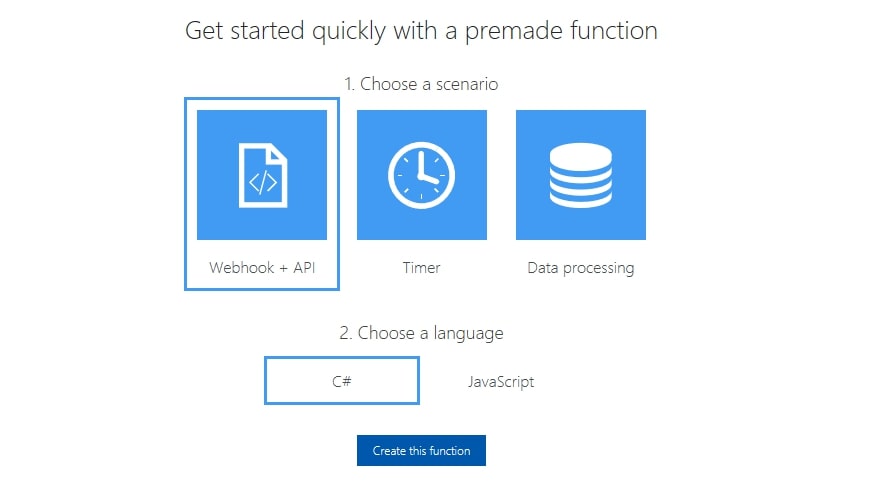 Get started quickly with a premade function
1. Choose a scenario
</>
Webhook + API
Timer
Data processing
2. Choose a language
C#
JavaScript
Create this function